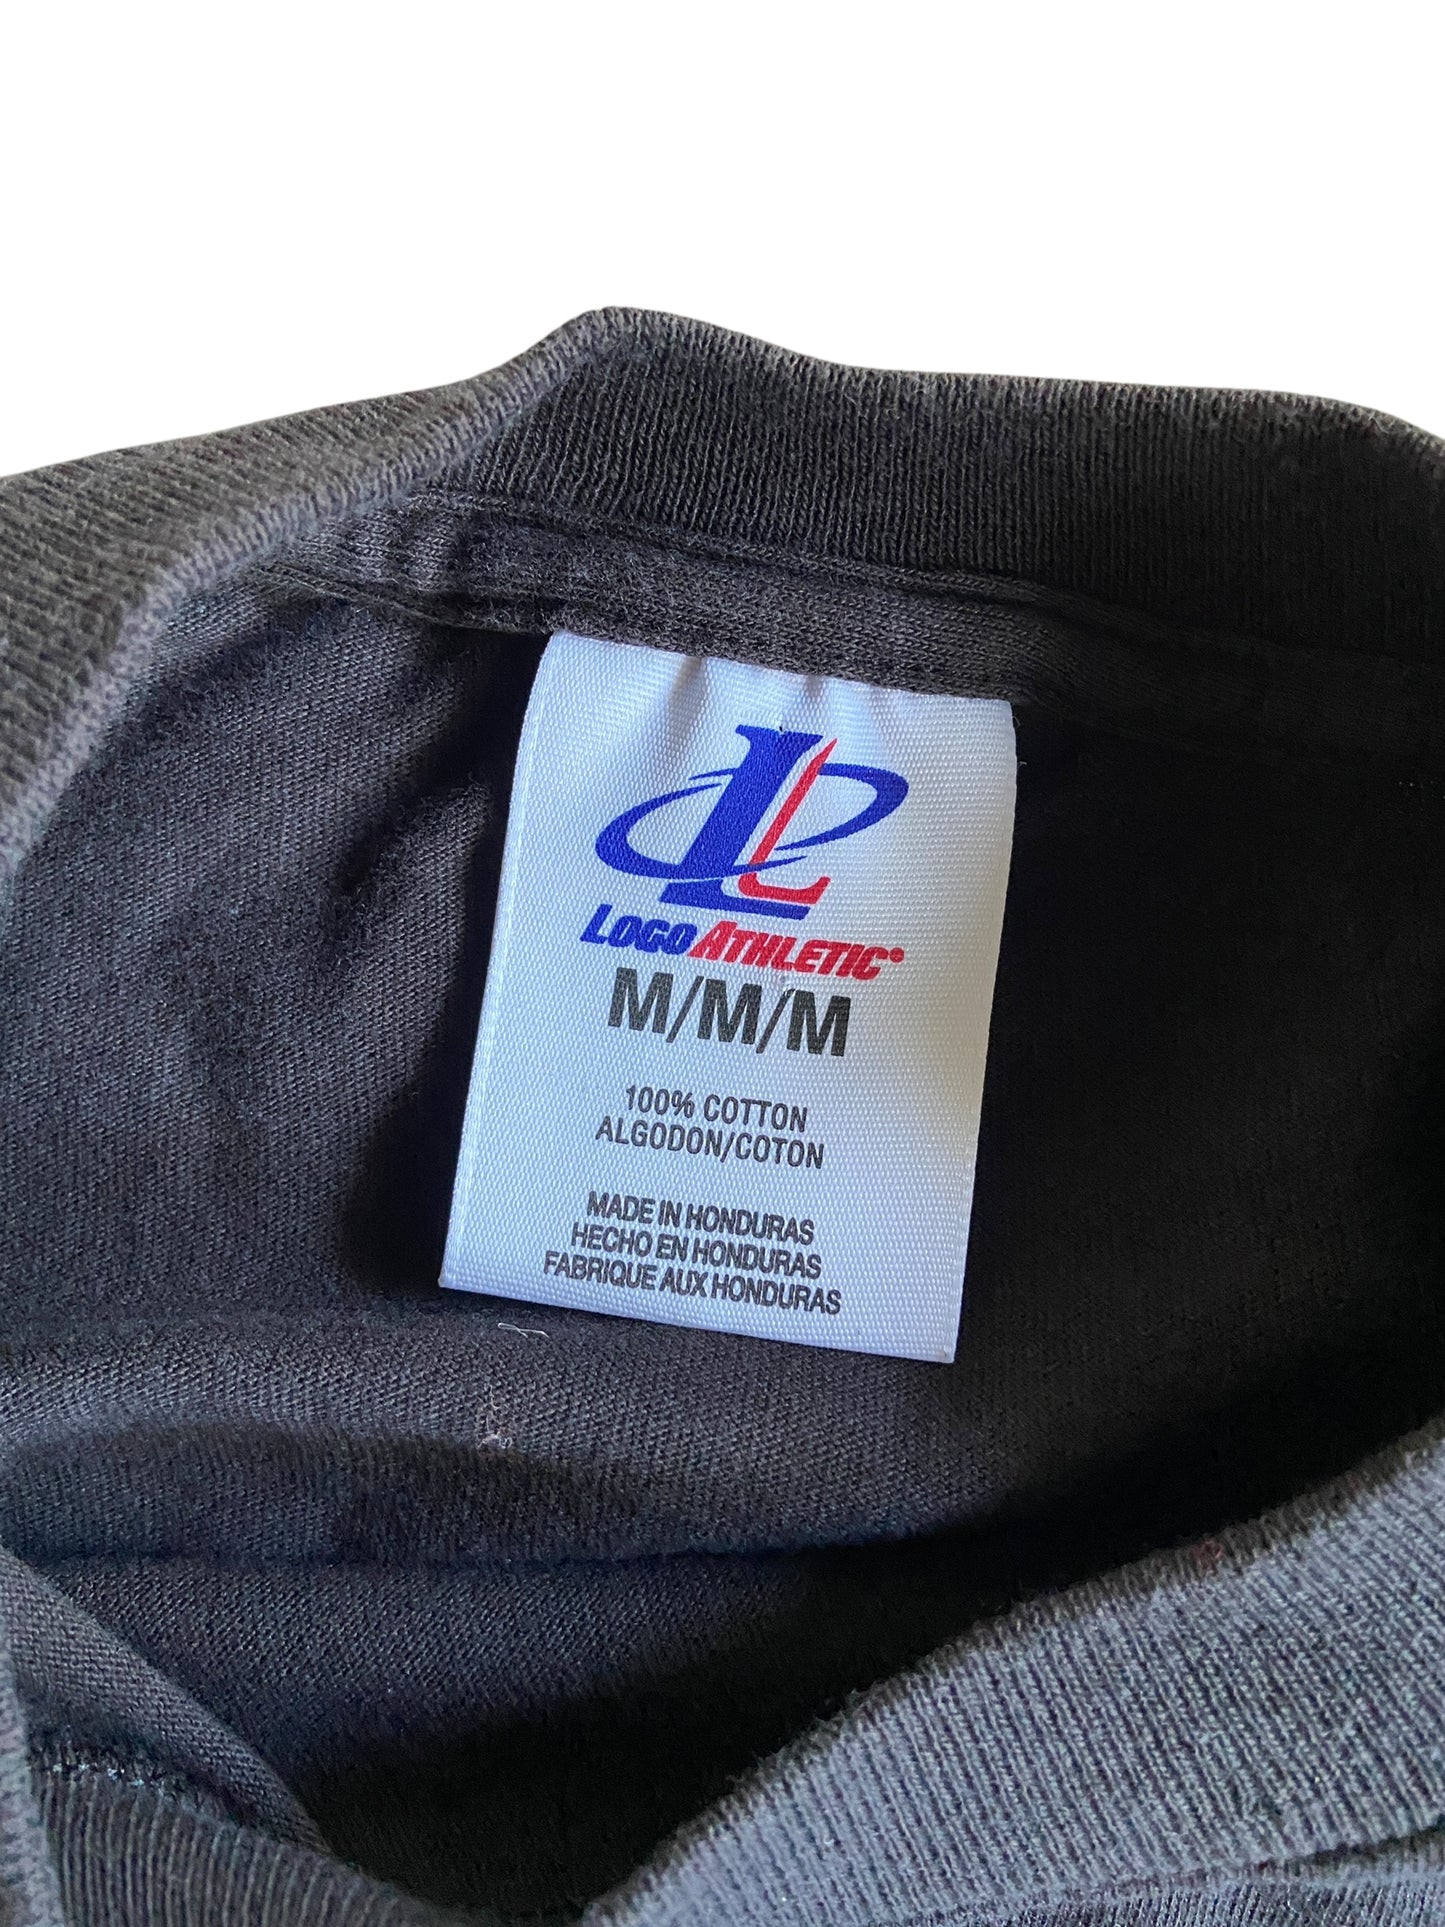 LOGO ATHLETIC®
M/M/M
100% COTTON
ALGODON/COTON
MADE IN HONDURAS
HECHO EN HONDURAS
FABRIQUE AUX HONDURAS